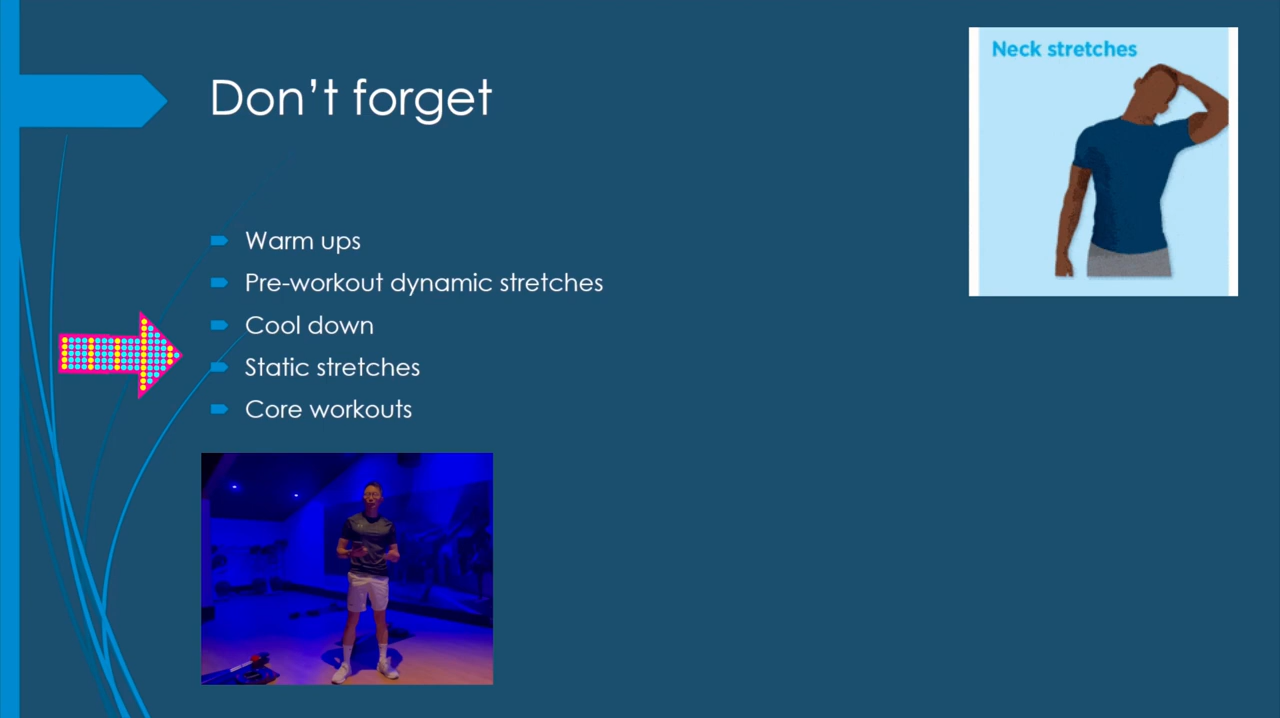 Don’t forget
Neck stretches
Warm ups
Pre-workout dynamic stretches
Cool down
Static stretches
Core workouts